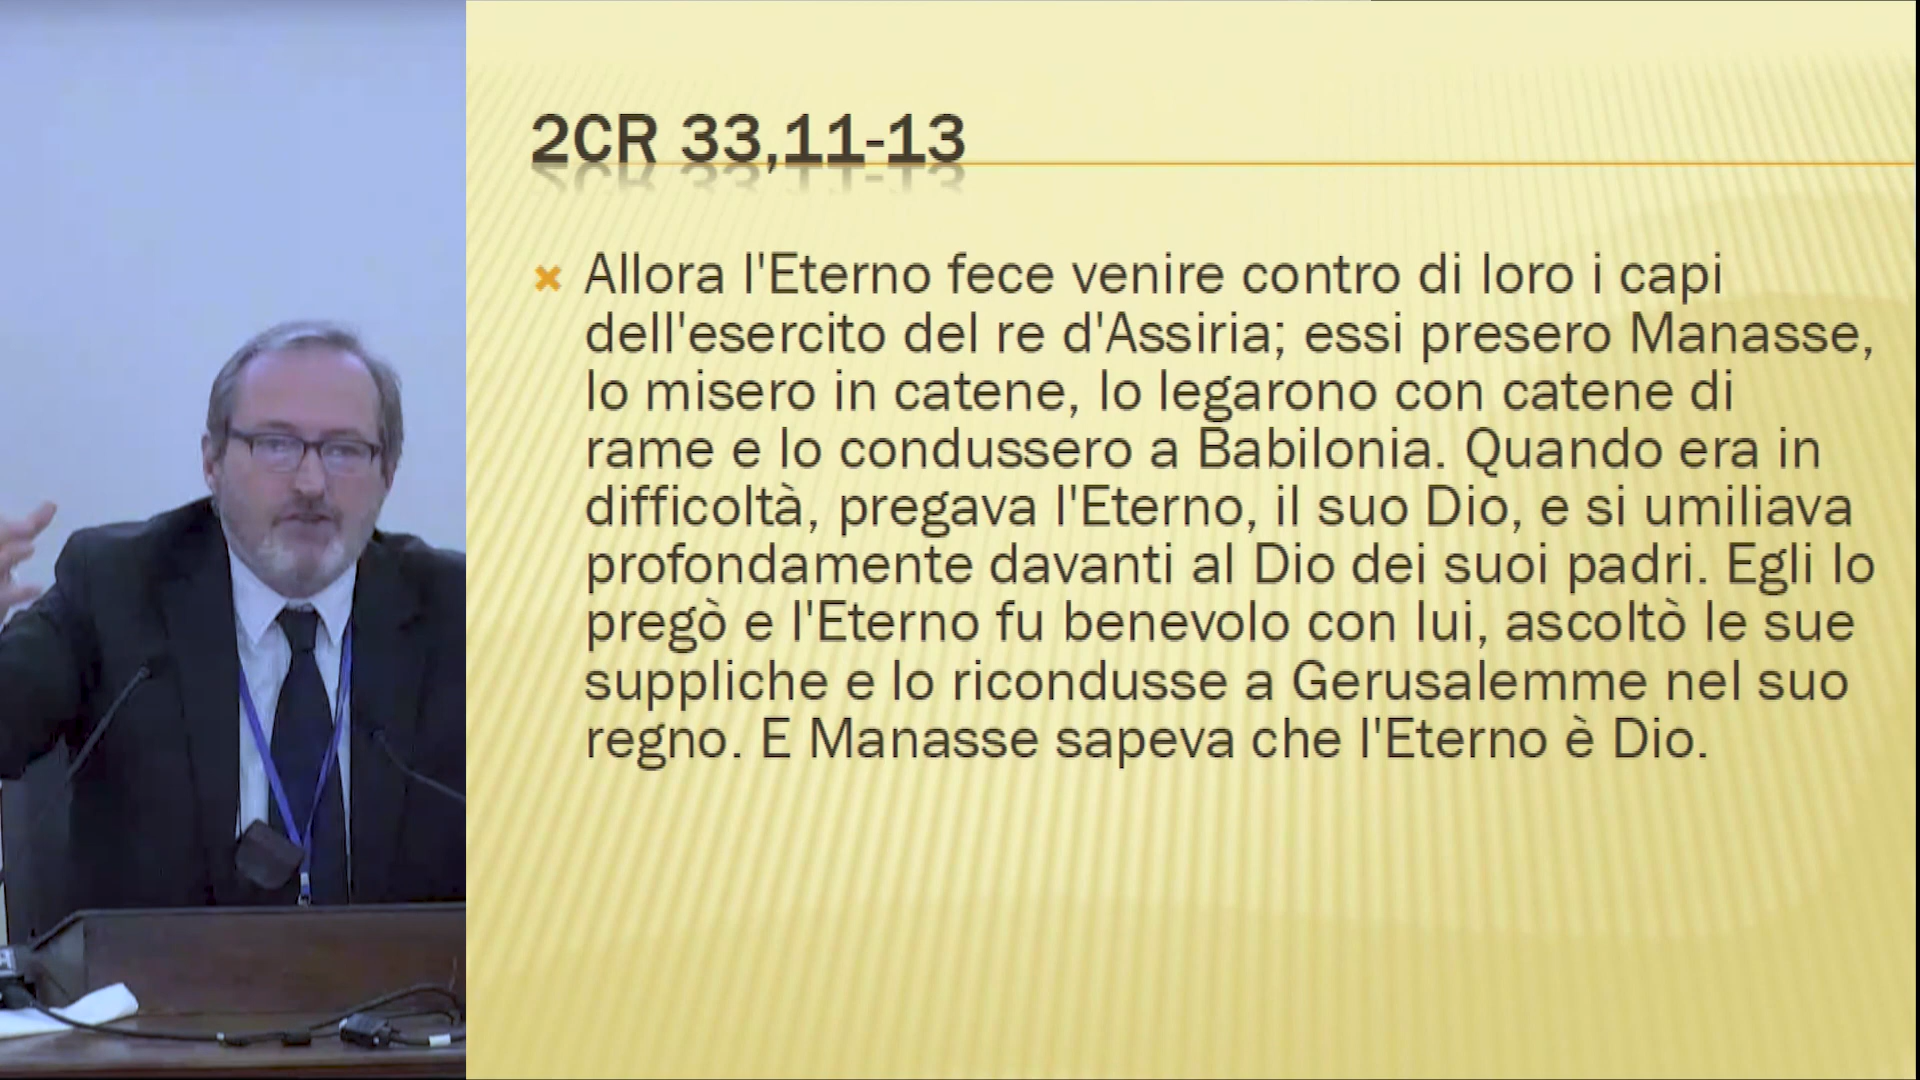 2CR 33,11-13
Allora l'Eterno fece venire contro di loro i capi
dell'esercito del re d'Assiria; essi presero Manasse,
lo misero in catene, lo legarono con catene di
rame e lo condussero a Babilonia. Quando era in
difficoltà, pregava l'Eterno, il suo Dio, e si umiliava
profondamente davanti al Dio dei suoi padri. Egli lo
pregò e l'Eterno fu benevolo con lui, ascoltò le sue
suppliche e lo ricondusse a Gerusalemme nel suo
regno. E Manasse sapeva che l'Eterno è Dio.